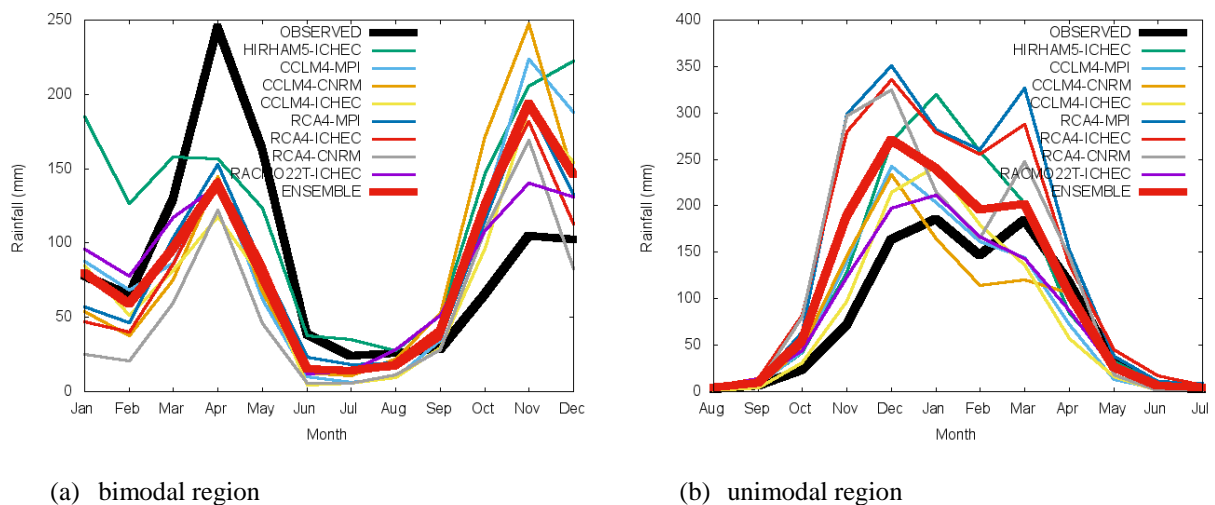 250
200
150
100
50
0
Rainfall (mm)
OBSERVED
HIRHAM5-ICHEC
CCLM4-MPI
CCLM4-CNRM
CCLM4-ICHEC
RCA4-MPI
RCA4-ICHEC
RCA4-CNRM
RACMO22T-ICHEC
ENSEMBLE
Jan Feb Mar Apr May Jun Jul Aug Sep Oct Nov Dec
Month
400
350
300
250
200
150
100
50
0
Rainfall (mm)
OBSERVED
HIRHAM5-ICHEC
CCLM4-MPI
CCLM4-CNRM
CCLM4-ICHEC
RCA4-MPI
RCA4-ICHEC
RCA4-CNRM
RACMO22T-ICHEC
ENSEMBLE
Aug Sep Oct Nov Dec Jan Feb Mar Apr May Jun Jul
Month
(a) bimodal region
(b) unimodal region